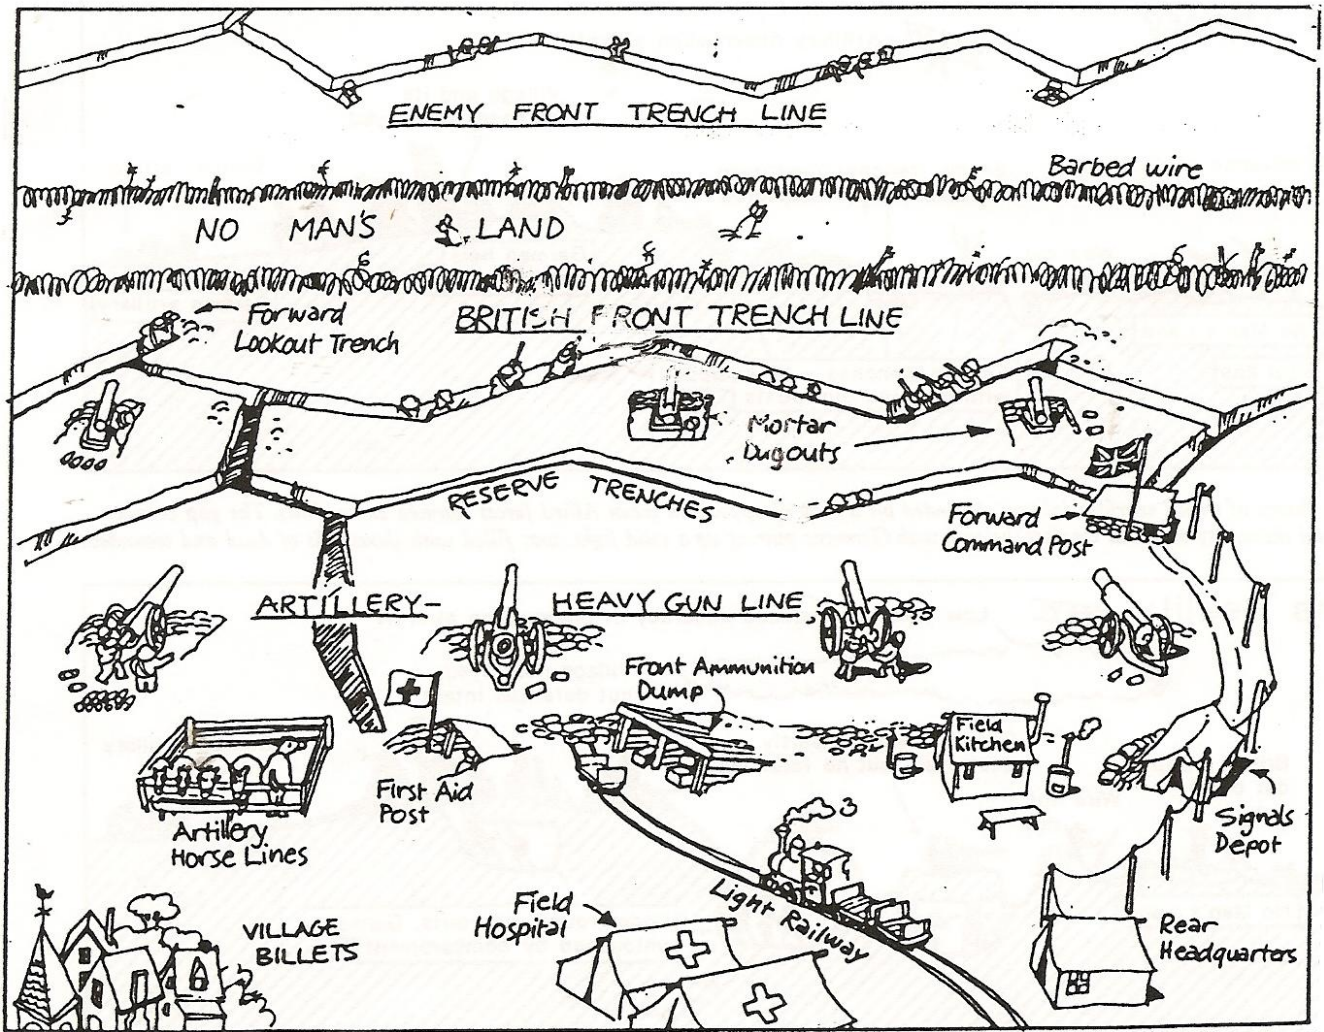 ENEMY FRONT TRENCH LINE
Barbed wire
NO MAN'S LAND
Forward
Lookout Trench
BRITISH FRONT TRENCH LINE
Mortar
Dugouts
RESERVE TRENCHES
Forward
Command Post
ARTILLERY- HEAVY GUN LINE
Front Ammunition
Dump
Field
Kitchen
First Aid
Post
Artillery
Horse Lines
Signals
Depot
Light Railway
Field
Hospital
VILLAGE
BILLETS
Rear
Headquarters